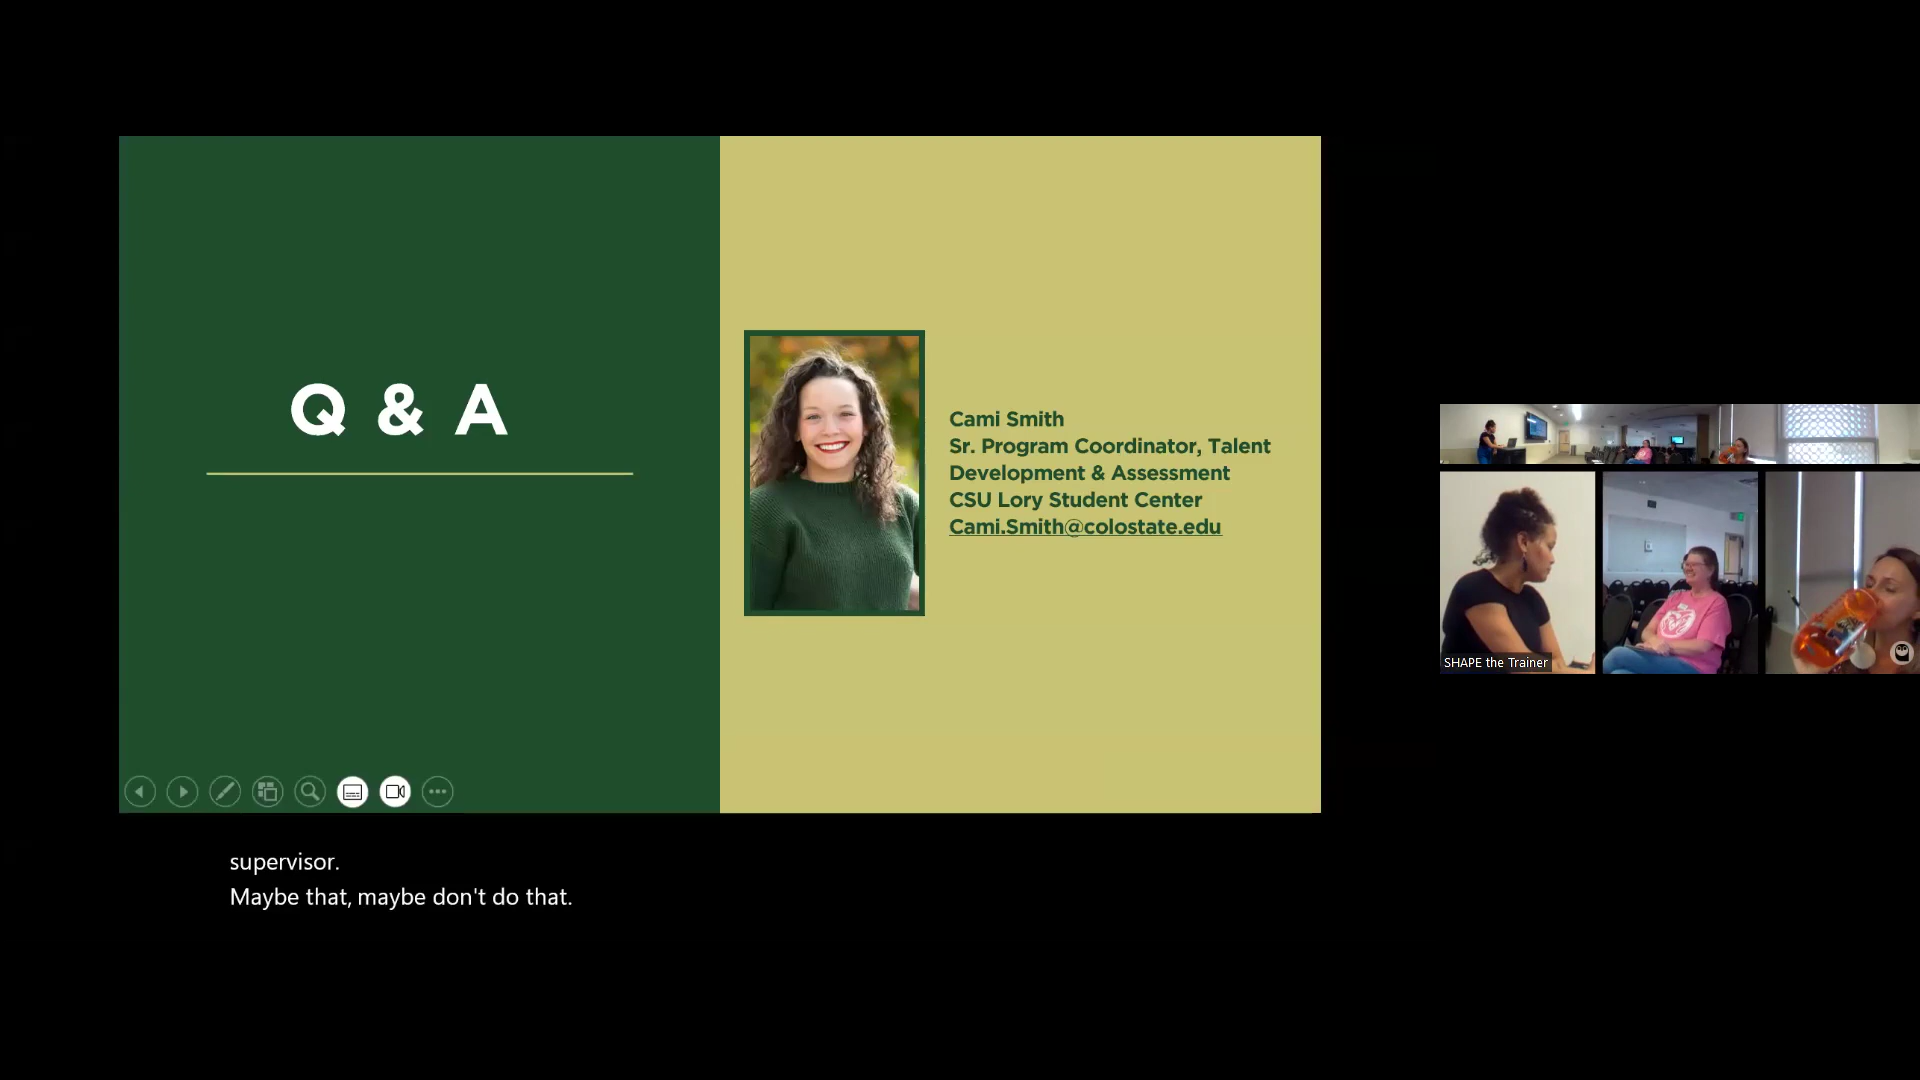 Q & A
Cami Smith
Sr. Program Coordinator, Talent
Development & Assessment
CSU Lory Student Center
Cami.Smith@colostate.edu
SHAPE the Trainer
supervisor.
Maybe that, maybe don't do that.